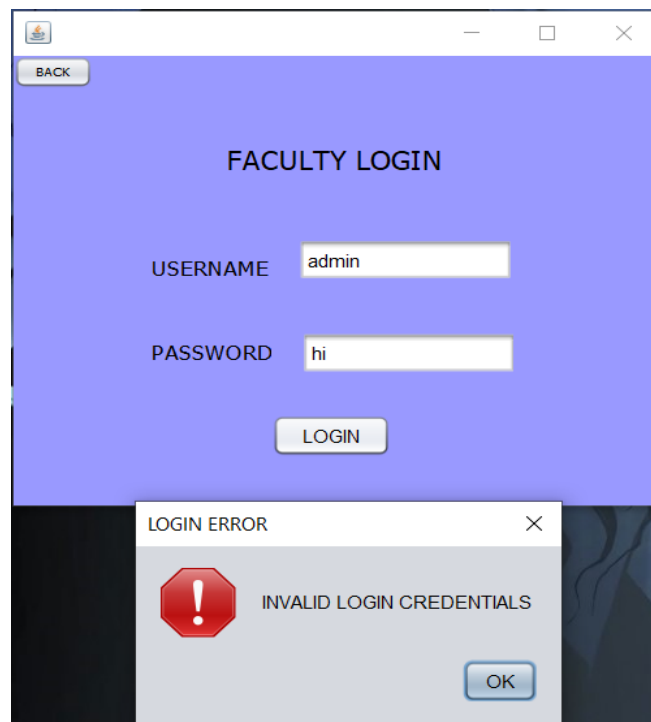 BACK
FACULTY LOGIN
USERNAME admin
PASSWORD hi
LOGIN
LOGIN ERROR
INVALID LOGIN CREDENTIALS
OK